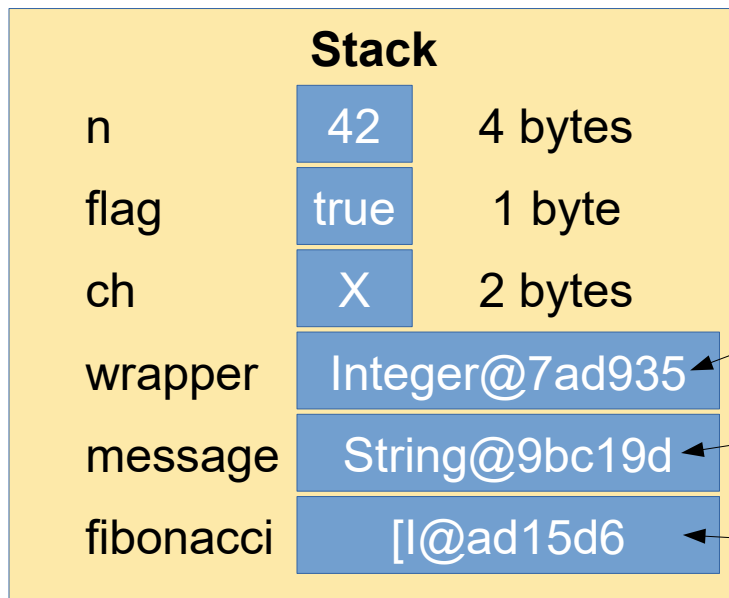 Stack
n 42 4 bytes
flag true 1 byte
ch X 2 bytes
wrapper Integer@7ad935
message String@9bc19d
fibonacci [I@ad15d6